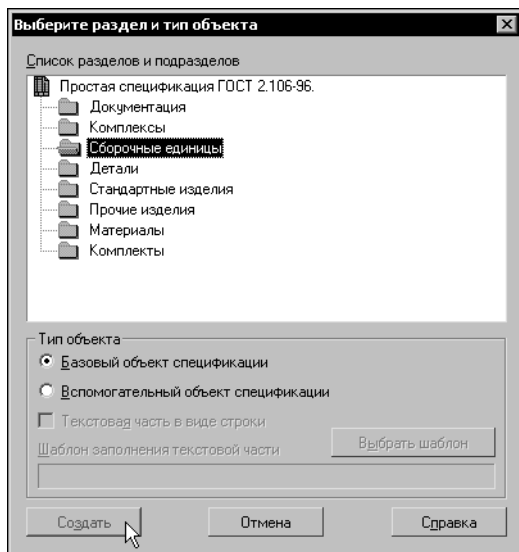 Выберите раздел и тип объекта
Список разделов и подразделов
Простая спецификация ГОСТ 2.106-96.
Документация
Комплексы
Сборочные единицы
Детали
Стандартные изделия
Прочие изделия
Материалы
Комплекты
Тип объекта
Базовый объект спецификации
Вспомогательный объект спецификации
Текстовая часть в виде строки
Шаблон заполнения текстовой части
Выбрать шаблон
Создать Отмена Справка